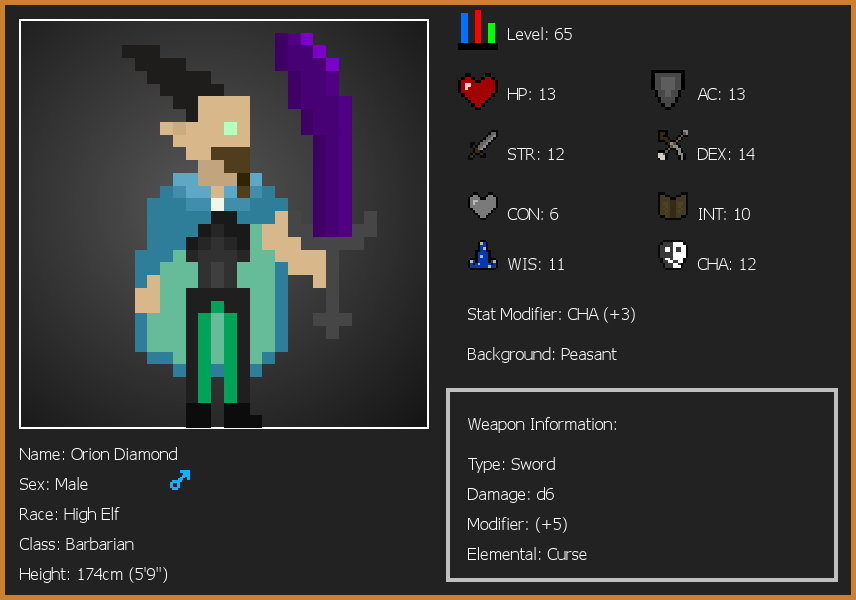 Level: 65
HP: 13
AC: 13
STR: 12
DEX: 14
CON: 6
INT: 10
WIS: 11
CHA: 12
Stat Modifier: CHA (+3)
Background: Peasant
Weapon Information:
Type: Sword
Damage: d6
Modifier: (+5)
Elemental: Curse
Name: Orion Diamond
Sex: Male
Race: High Elf
Class: Barbarian
Height: 174cm (5'9")